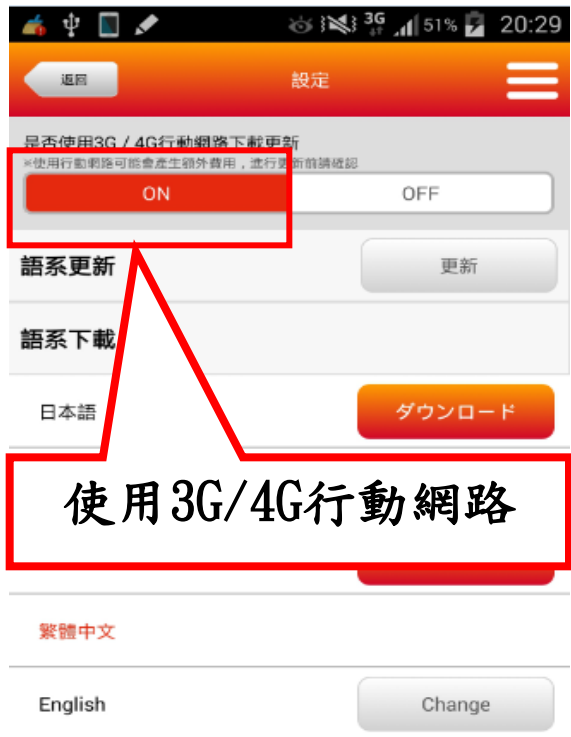 3G 51% 20:29
返回 設定
是否使用3G / 4G行動網路下載更新
※使用行動網路可能會產生額外費用，進行更新前請確認
ON OFF
語系更新 更新
語系下載
日本語 ダウンロード
使用3G/4G行動網路
繁體中文
English Change